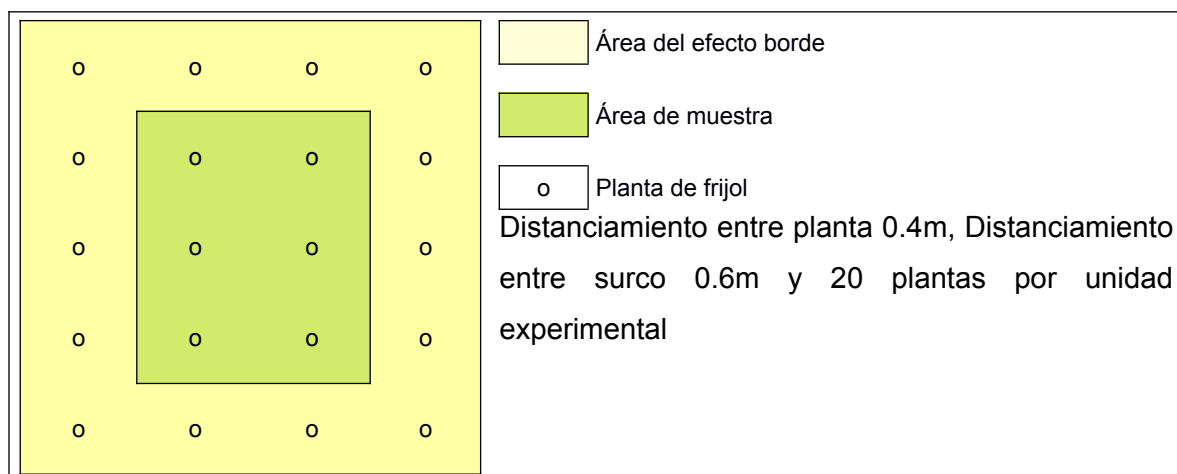 o o o o
o o o o
o o o o
o o o o
o o o o
Área del efecto borde
Área de muestra
o Planta de frijol
Distanciamiento entre planta 0.4m, Distanciamiento
entre surco 0.6m y 20 plantas por unidad
experimental